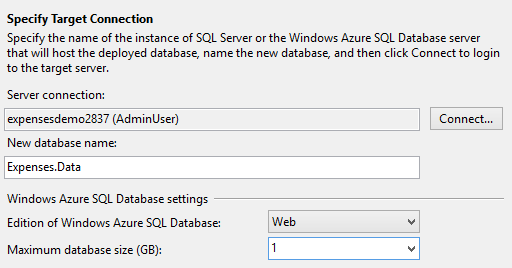 Specify Target Connection
Specify the name of the instance of SQL Server or the Windows Azure SQL Database server
that will host the deployed database, name the new database, and then click Connect to login
to the target server.
Server connection:
expensesdemo2837 (AdminUser)
Connect...
New database name:
Expenses.Data
Windows Azure SQL Database settings
Edition of Windows Azure SQL Database:
Web
Maximum database size (GB):
1